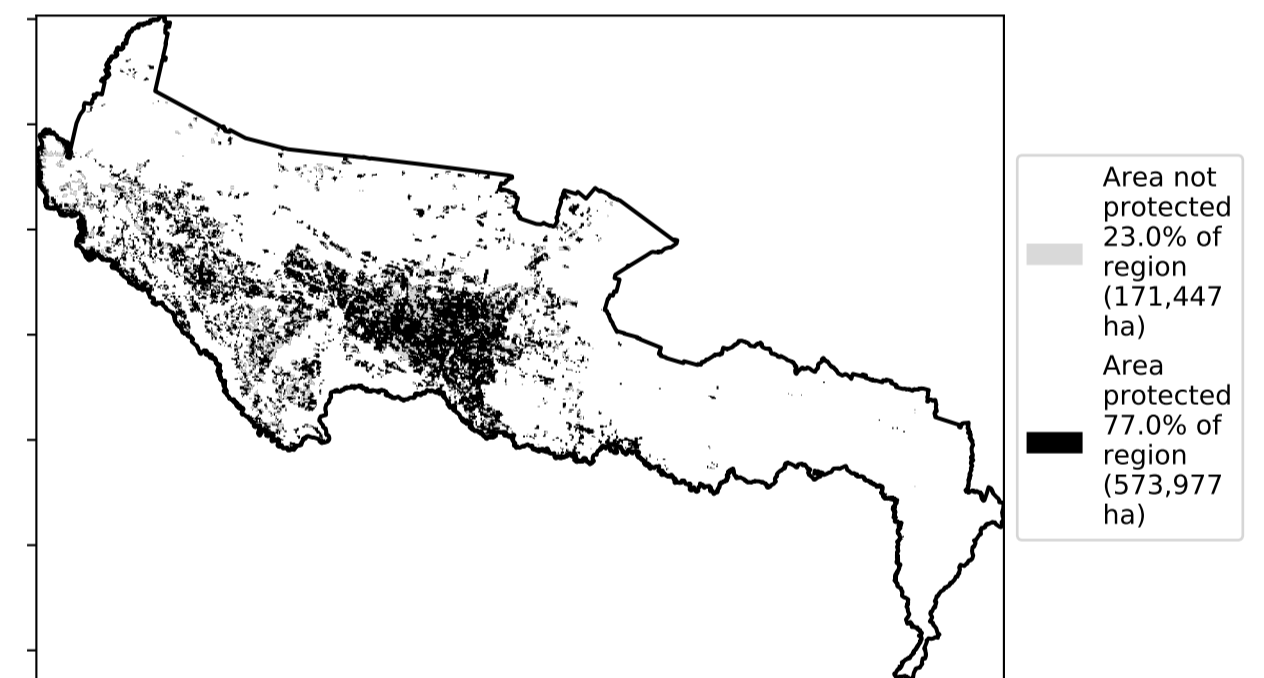 Area not
protected
23.0% of
region
(171,447
ha)
Area
protected
77.0% of
region
(573,977
ha)